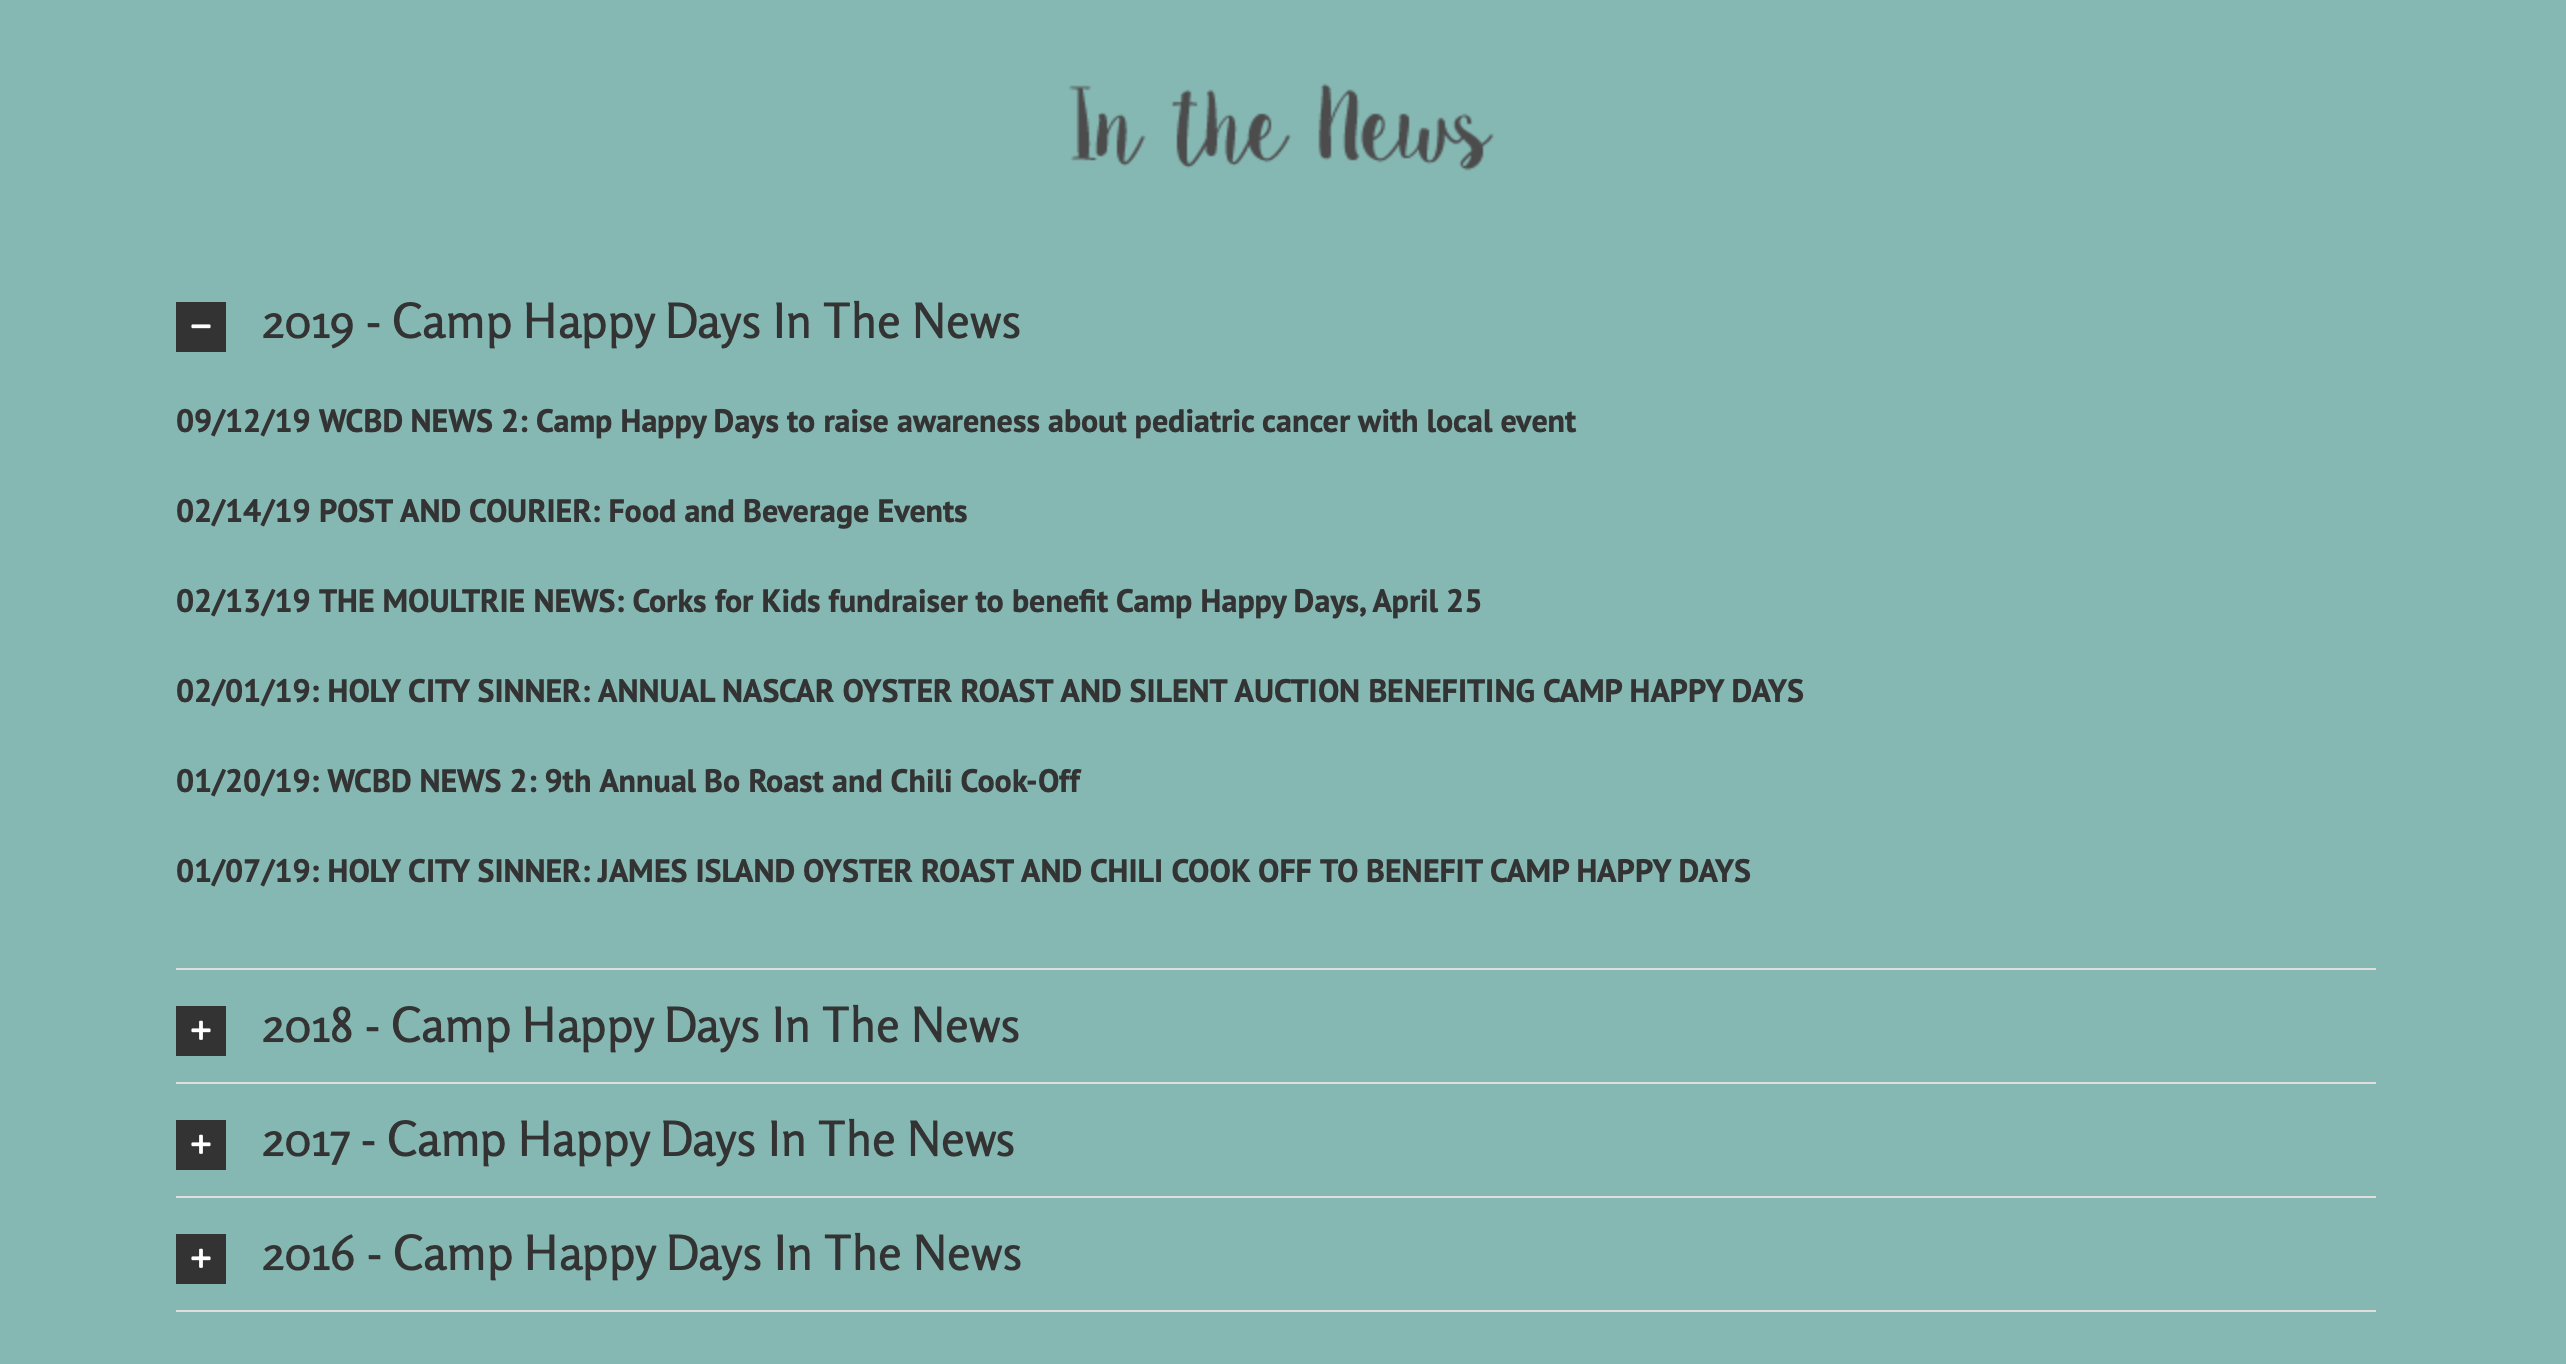 In the News
2019 - Camp Happy Days In The News
09/12/19 WCBD NEWS 2: Camp Happy Days to raise awareness about pediatric cancer with local event
02/14/19 POST AND COURIER: Food and Beverage Events
02/13/19 THE MOULTRIE NEWS: Corks for Kids fundraiser to benefit Camp Happy Days, April 25
02/01/19: HOLY CITY SINNER: ANNUAL NASCAR OYSTER ROAST AND SILENT AUCTION BENEFITING CAMP HAPPY DAYS
01/20/19: WCBD NEWS 2: 9th Annual Bo Roast and Chili Cook-Off
01/07/19: HOLY CITY SINNER: JAMES ISLAND OYSTER ROAST AND CHILI COOK OFF TO BENEFIT CAMP HAPPY DAYS
2018 - Camp Happy Days In The News
2017 - Camp Happy Days In The News
2016 - Camp Happy Days In The News